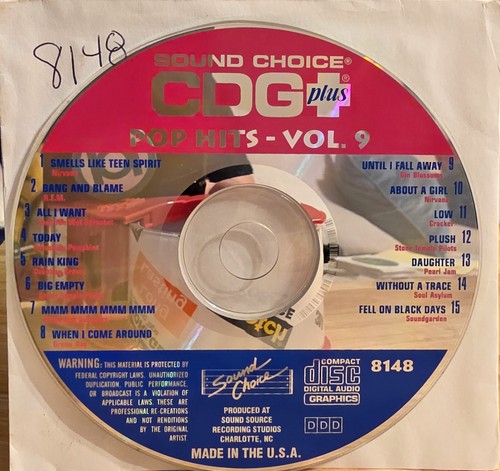 8148
SOUND CHOICE®
CDG+plus®
POP HITS - VOL. 9
1 SMELLS LIKE TEEN SPIRIT
Nirvana
2 BANG AND BLAME
R.E.M.
3 ALL I WANT
4 TODAY
5 RAIN KING
6 BIG EMPTY
7 MMM MMM MMM MMM
8 WHEN I COME AROUND
Green Day
UNTIL I FALL AWAY 9
Gin Blossoms
ABOUT A GIRL 10
Nirvana
LOW 11
Cracker
PLUSH 12
Stone Temple Pilots
DAUGHTER 13
Pearl Jam
WITHOUT A TRACE 14
Soul Asylum
FELL ON BLACK DAYS 15
Soundgarden
WARNING: THIS MATERIAL IS PROTECTED BY
FEDERAL COPYRIGHT LAWS. UNAUTHORIZED
DUPLICATION, PUBLIC PERFORMANCE,
OR BROADCAST IS A VIOLATION OF
APPLICABLE LAWS. THESE ARE
PROFESSIONAL RE-CREATIONS
AND NOT RENDITIONS
BY THE ORIGINAL
ARTIST
Sound
Choice
PRODUCED AT
SOUND SOURCE
RECORDING STUDIOS
CHARLOTTE, NC
MADE IN THE U.S.A.
COMPACT
disc
DIGITAL AUDIO
GRAPHICS
DDD
8148